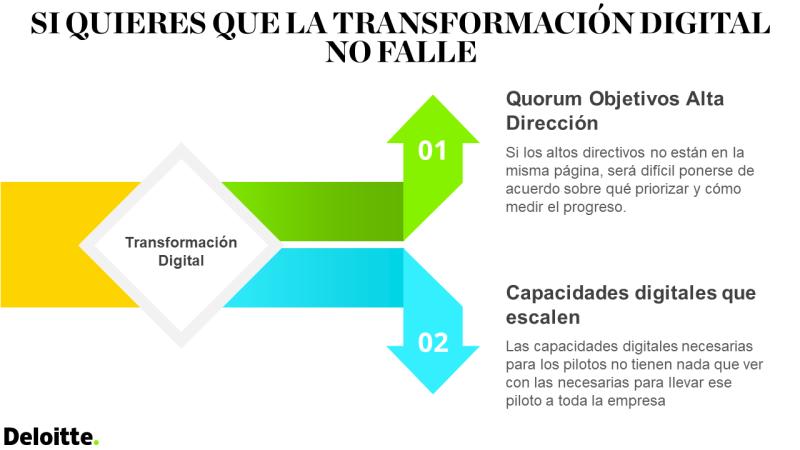 SI QUIERES QUE LA TRANSFORMACIÓN DIGITAL
NO FALLE
Transformación
Digital
01
Quorum Objetivos Alta
Dirección
Si los altos directivos no están en la
misma página, será difícil ponerse de
acuerdo sobre qué priorizar y cómo
medir el progreso.
02
Capacidades digitales que
escalen
Las capacidades digitales necesarias
para los pilotos no tienen nada que ver
con las necesarias para llevar ese
piloto a toda la empresa
Deloitte.